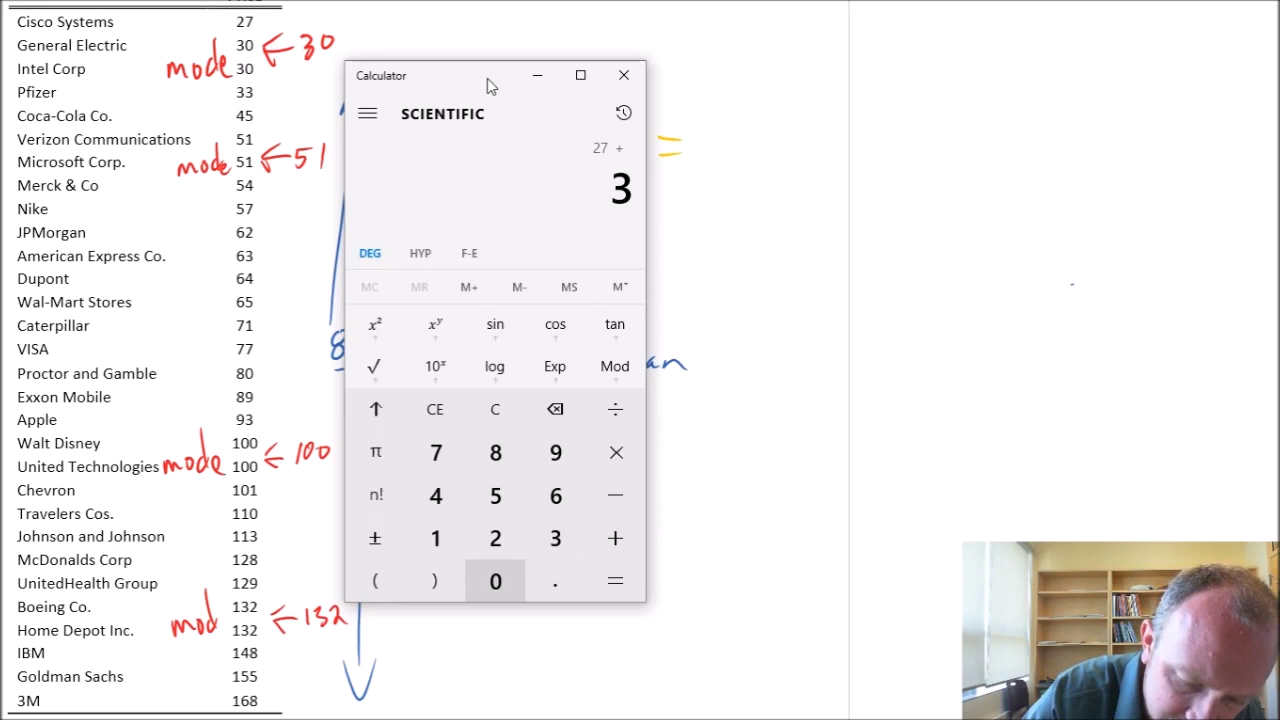 Cisco Systems 27
General Electric 30 ← 30
mode
Intel Corp 30
Pfizer 33
Coca-Cola Co. 45
Verizon Communications 51
Microsoft Corp. mode 51 ← 51
Merck & Co 54
Nike 57
JPMorgan 62
American Express Co. 63
Dupont 64
Wal-Mart Stores 65
Caterpillar 71
VISA 77
Proctor and Gamble 80
Exxon Mobile 89
Apple 93
Walt Disney 100
United Technologies mode 100 ← 100
Chevron 101
Travelers Cos. 110
Johnson and Johnson 113
McDonalds Corp 128
UnitedHealth Group 129
Boeing Co. 132
Home Depot Inc. mod 132 ← 132
IBM 148
Goldman Sachs 155
3M 168
8
an
=
Calculator
SCIENTIFIC
27 +
3
DEG HYP F-E
MC MR M+ M- MS M˅
x² xʸ sin cos tan
√ 10ˣ log Exp Mod
↑ CE C ⌫ ÷
π 7 8 9 ×
n! 4 5 6 −
± 1 2 3 +
( ) 0 . =